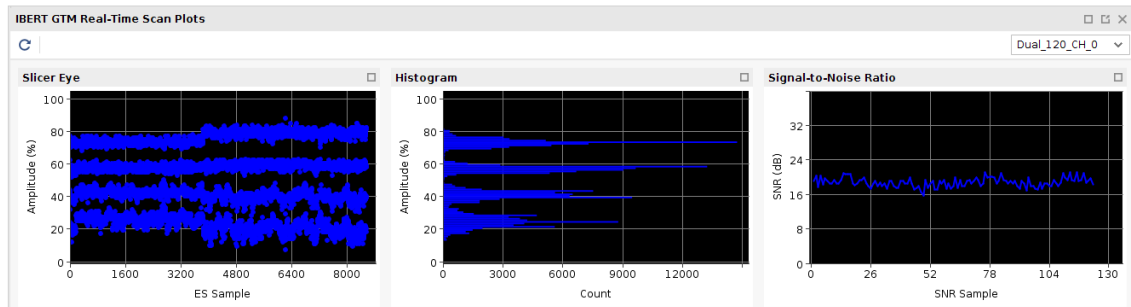 IBERT GTM Real-Time Scan Plots
Dual_120_CH_0
Slicer Eye
Amplitude (%)
100
80
60
40
20
0
0 1600 3200 4800 6400 8000
ES Sample
Histogram
Amplitude (%)
100
80
60
40
20
0
0 3000 6000 9000 12000
Count
Signal-to-Noise Ratio
SNR (dB)
32
24
16
8
0
0 26 52 78 104 130
SNR Sample